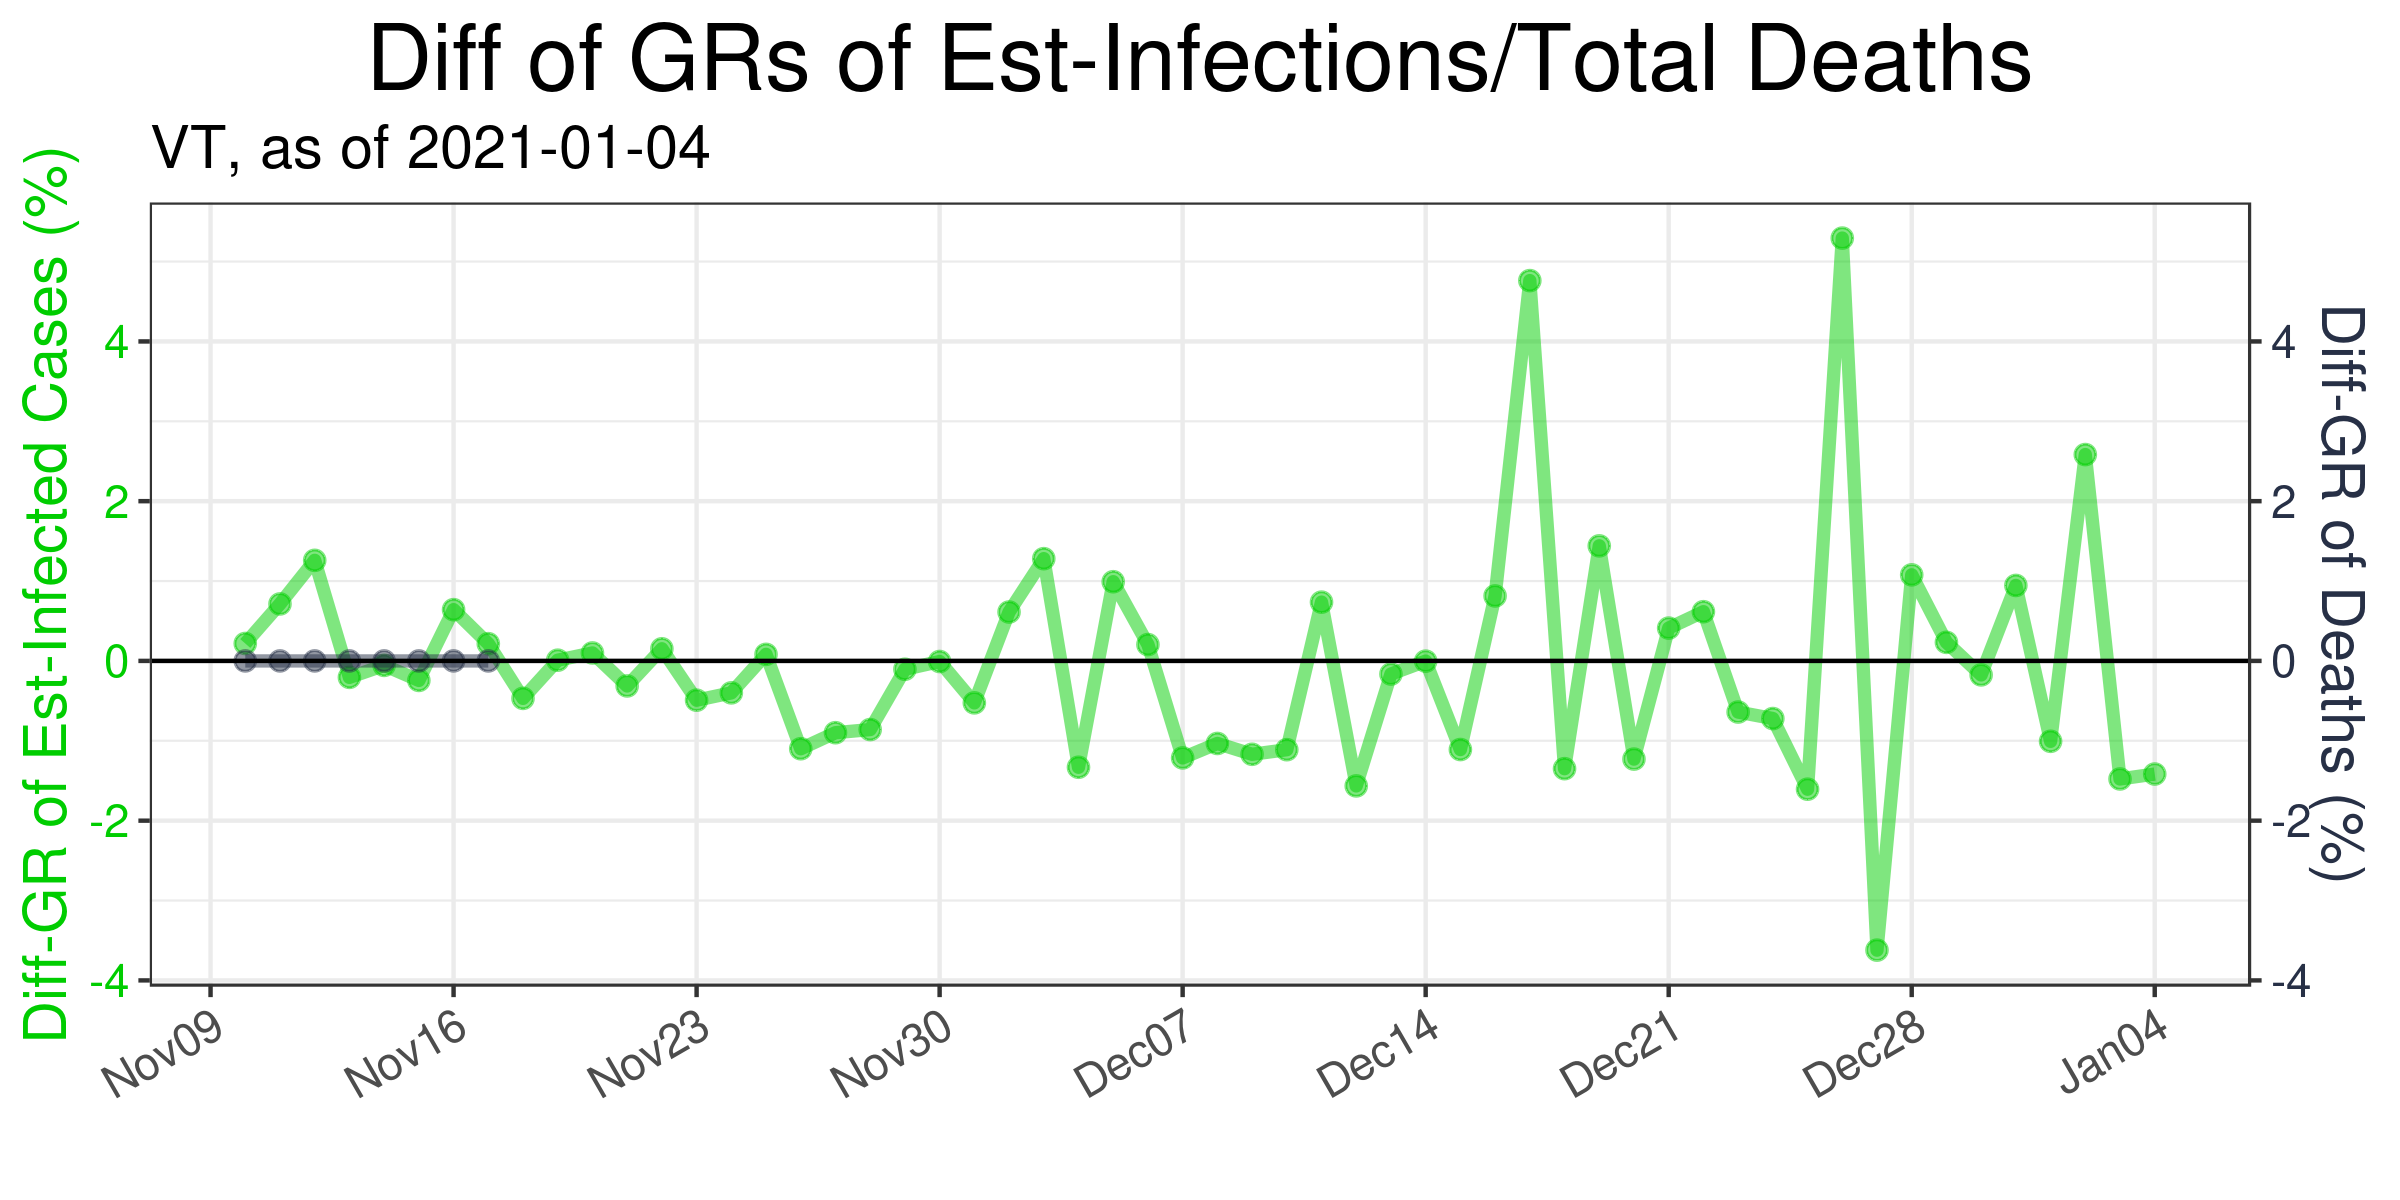 Diff of GRs of Est-Infections/Total Deaths
VT, as of 2021-01-04
Diff-GR of Est-Infected Cases (%)
4
2
0
-2
-4
4
2
0
-2
-4
Diff-GR of Deaths (%)
Nov09
Nov16
Nov23
Nov30
Dec07
Dec14
Dec21
Dec28
Jan04